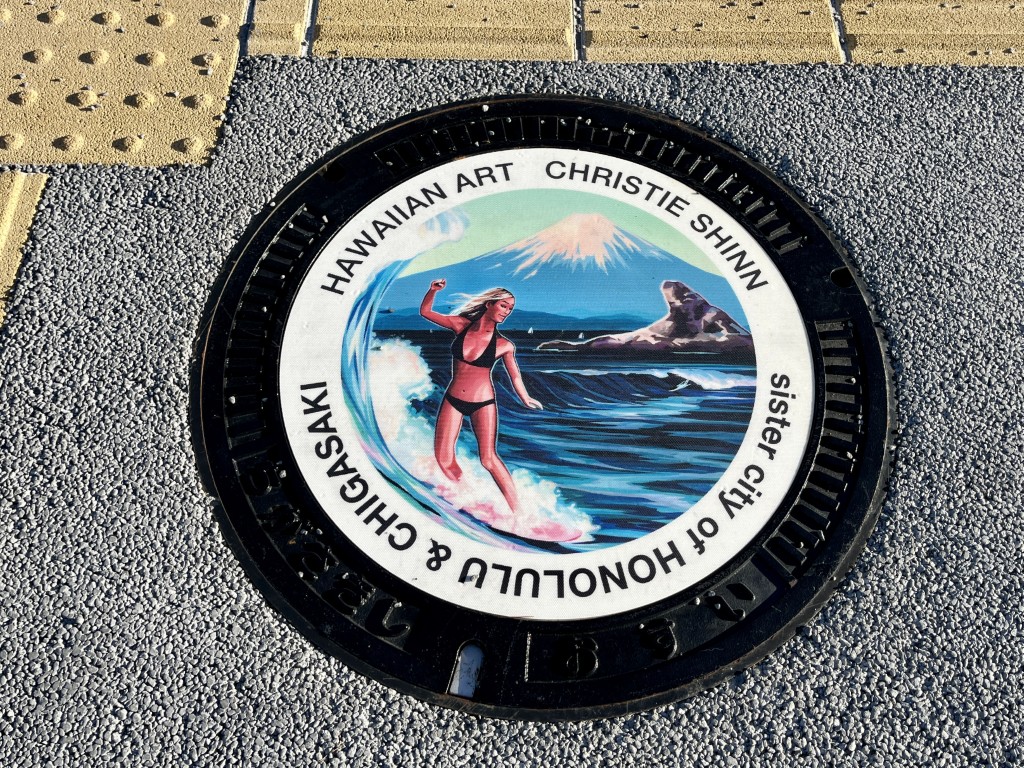 HAWAIIAN ART CHRISTIE SHINN
sister city of HONOLULU & CHIGASAKI